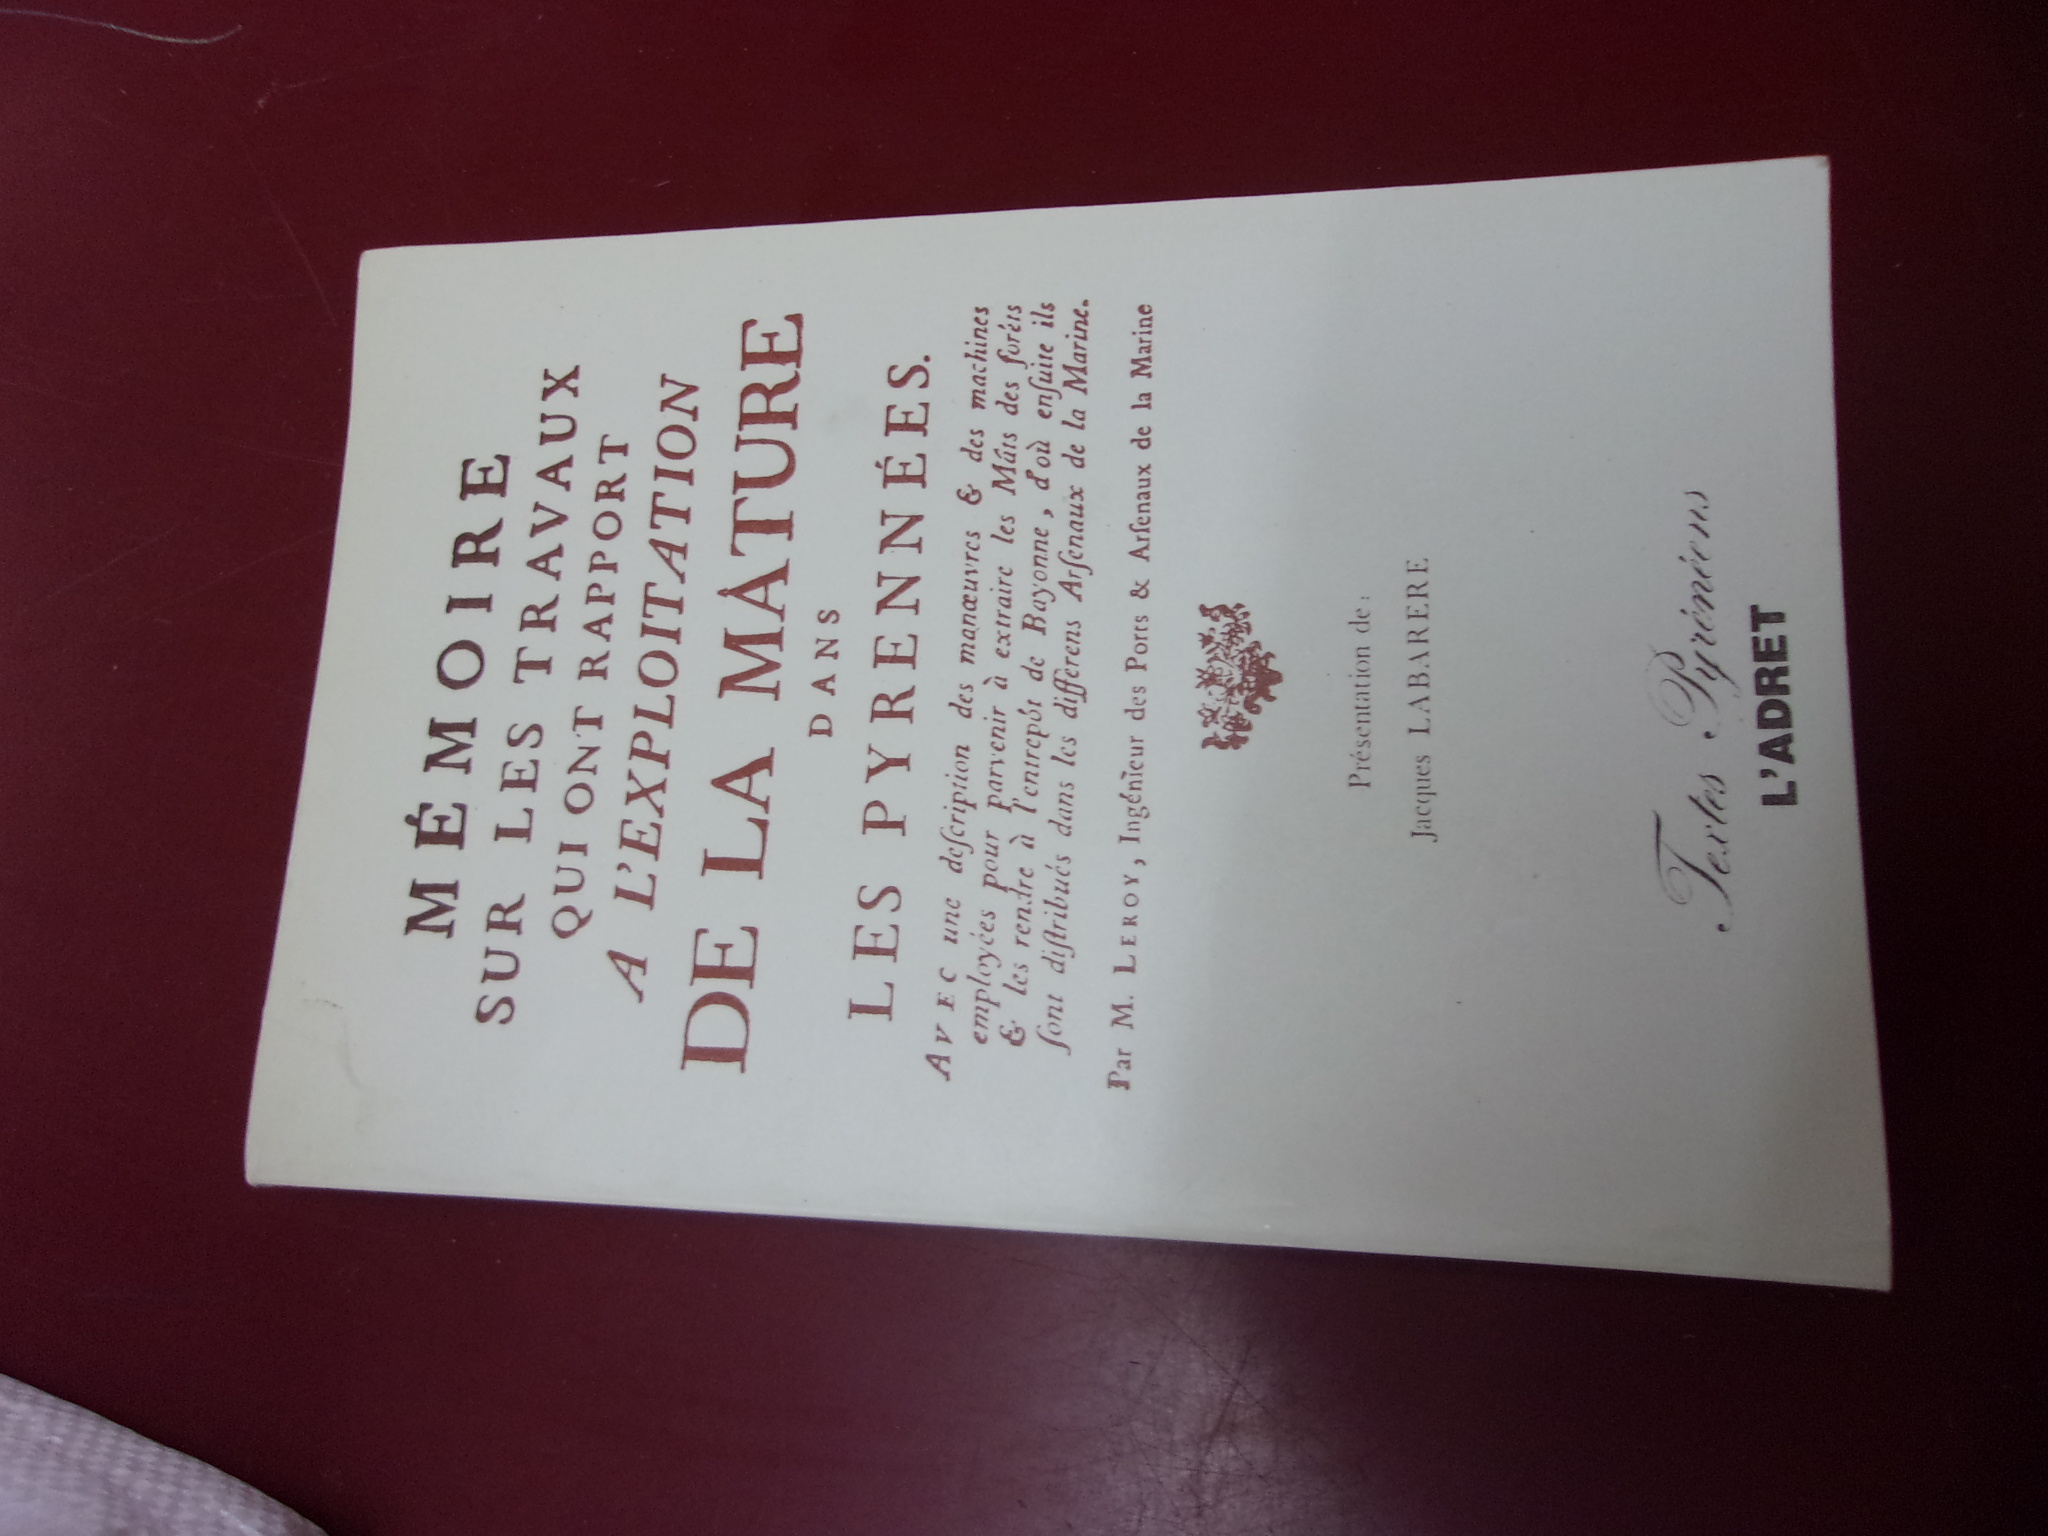 MÉMOIRE
SUR LES TRAVAUX
QUI ONT RAPPORT
A L'EXPLOITATION
DE LA MÂTURE
DANS
LES PYRENNÉES.
AVEC une deſcription des manœuvres & des machines
employées pour parvenir à extraire les Mâts des forêts
& les rendre à l'entrepôt de Bayonne, d'où enſuite ils
ſont diſtribués dans les différens Arſenaux de la Marine.
Par M. LEROY, Ingénieur des Ports & Arſenaux de la Marine
Présentation de :
Jacques LABARERE
Textes Pyrénéens
L'ADRET